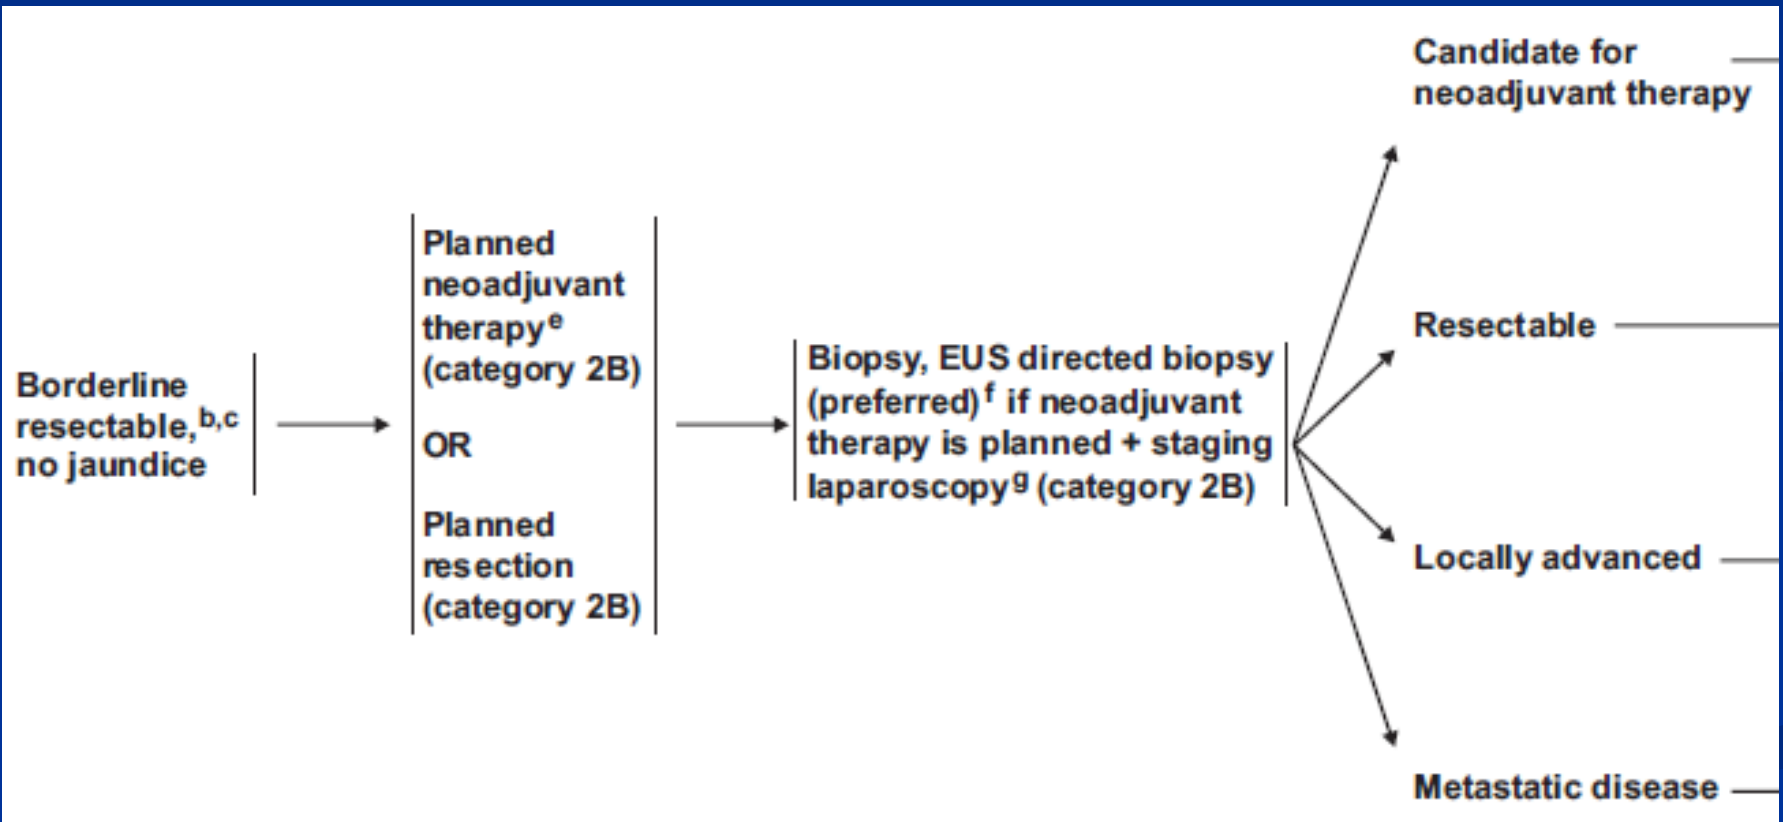 Borderline
resectable,b,c
no jaundice
Planned
neoadjuvant
therapye
(category 2B)
OR
Planned
resection
(category 2B)
Biopsy, EUS directed biopsy
(preferred)f if neoadjuvant
therapy is planned + staging
laparoscopyg (category 2B)
Candidate for
neoadjuvant therapy
Resectable
Locally advanced
Metastatic disease